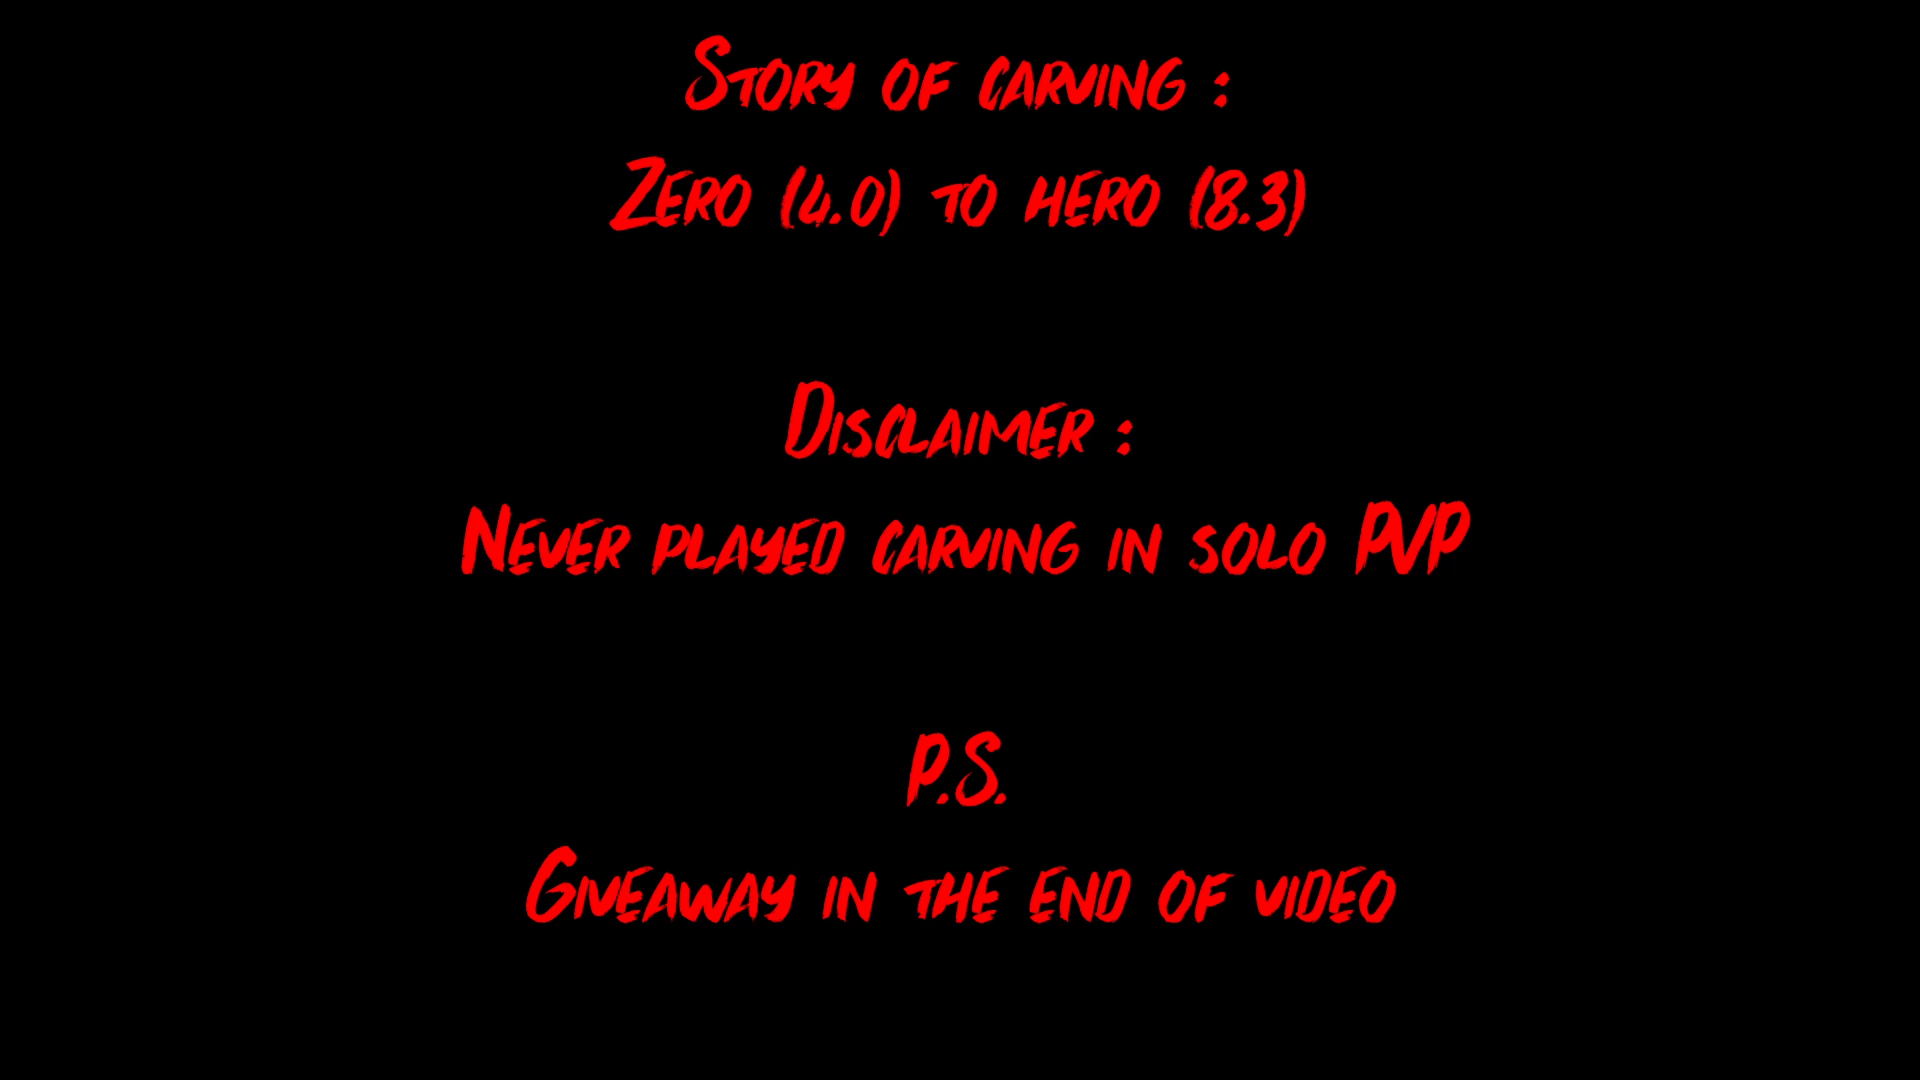 Story of carving :
Zero (4.0) to hero (8.3)
Disclaimer :
Never played carving in solo PVP
P.S.
Giveaway in the end of video